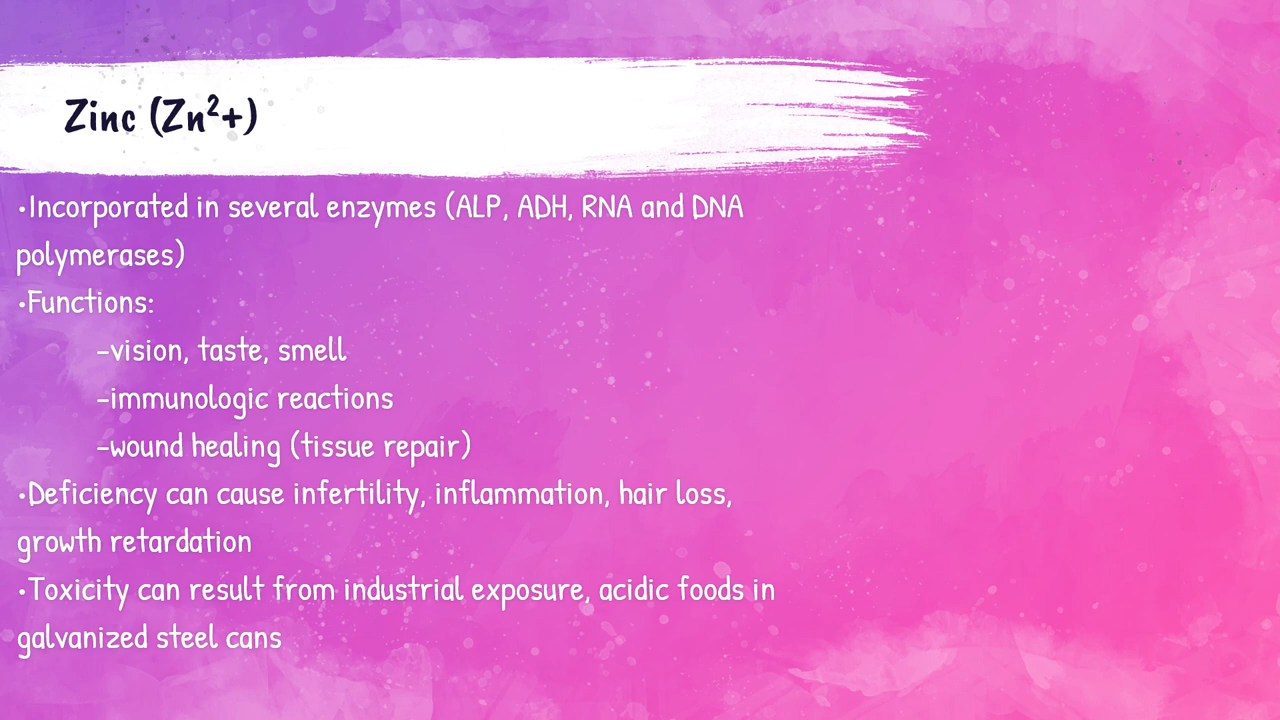 Zinc (Zn²+)
•Incorporated in several enzymes (ALP, ADH, RNA and DNA
polymerases)
•Functions:
–vision, taste, smell
–immunologic reactions
–wound healing (tissue repair)
•Deficiency can cause infertility, inflammation, hair loss,
growth retardation
•Toxicity can result from industrial exposure, acidic foods in
galvanized steel cans